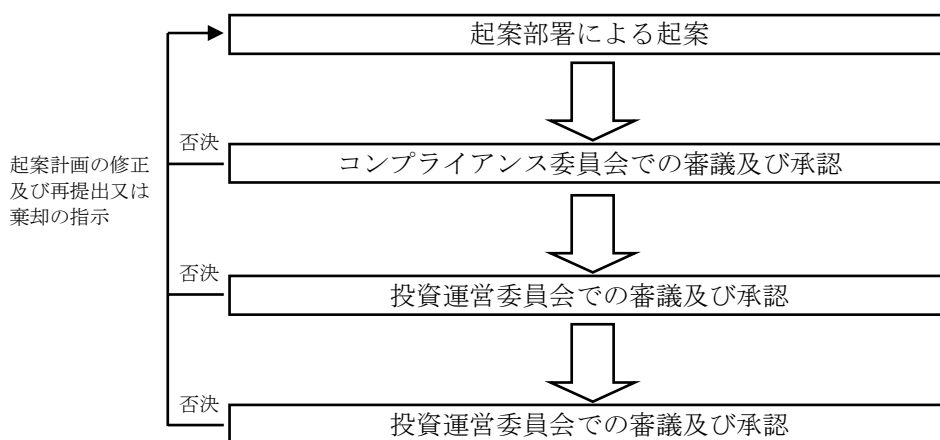 起案部署による起案
否決
コンプライアンス委員会での審議及び承認
起案計画の修正
及び再提出又は
棄却の指示
否決
投資運営委員会での審議及び承認
否決
投資運営委員会での審議及び承認